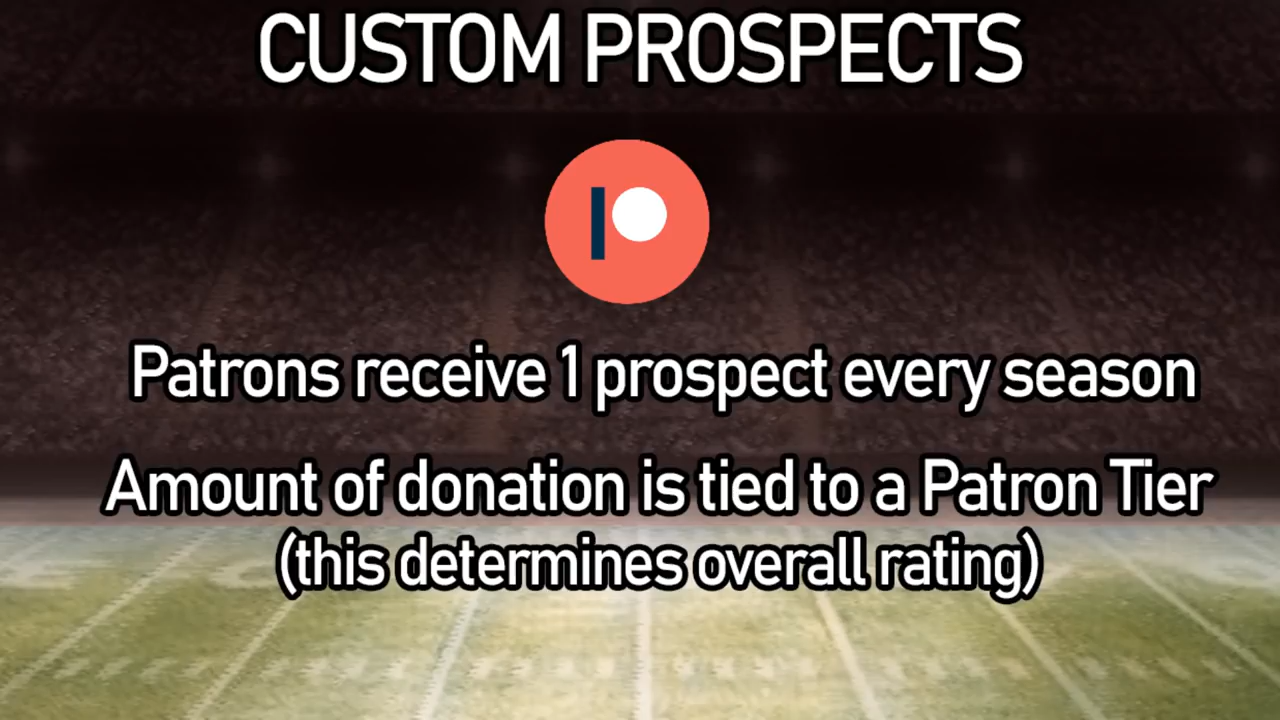 CUSTOM PROSPECTS
Patrons receive 1 prospect every season
Amount of donation is tied to a Patron Tier
(this determines overall rating)